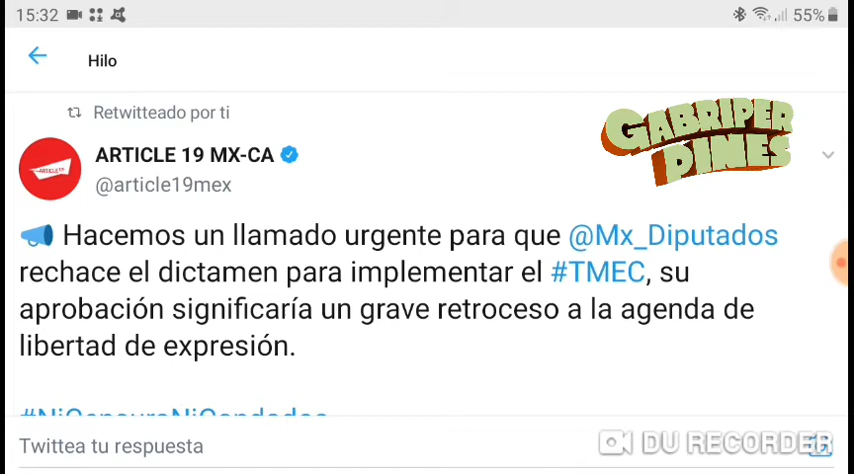 15:32 55%
Hilo
Retwitteado por ti
GABRIPER
PINES
ARTICLE 19 MX-CA
@article19mex
Hacemos un llamado urgente para que @Mx_Diputados
rechace el dictamen para implementar el #TMEC, su
aprobación significaría un grave retroceso a la agenda de
libertad de expresión.
#NiCensuraNiCandados
Twittea tu respuesta
DU RECORDER